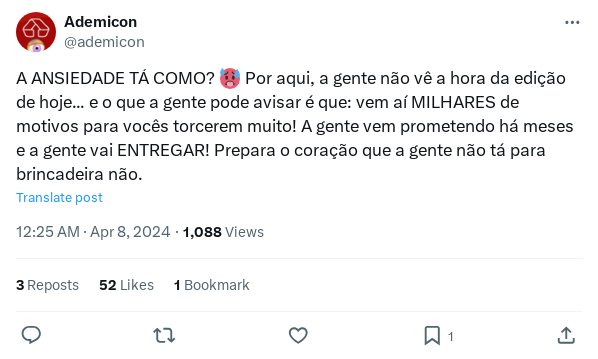 Ademicon
@ademicon
A ANSIEDADE TÁ COMO? 🥵 Por aqui, a gente não vê a hora da edição
de hoje... e o que a gente pode avisar é que: vem aí MILHARES de
motivos para vocês torcerem muito! A gente vem prometendo há meses
e a gente vai ENTREGAR! Prepara o coração que a gente não tá para
brincadeira não.
Translate post
12:25 AM · Apr 8, 2024 · 1,088 Views
3 Reposts 52 Likes 1 Bookmark
1